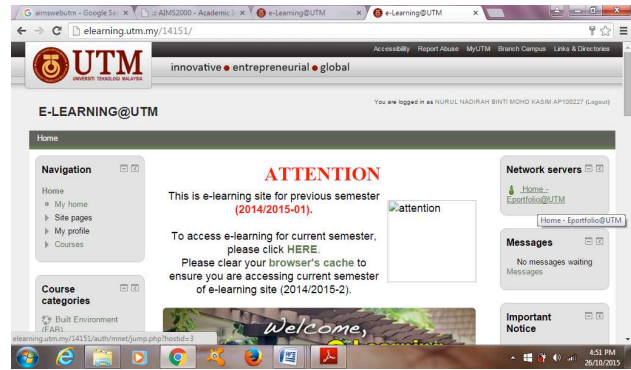 aimswebutm - Google Se
.::AIMS2000 - Academic
e-Learning@UTM
e-Learning@UTM
elearning.utm.my/14151/
Accessibility Report Abuse MyUTM Branch Campus Links & Directories
UTM
UNIVERSITI TEKNOLOGI MALAYSIA
innovative ● entrepreneurial ● global
You are logged in as NURUL NADIRAH BINTI MOHD KASIM AP100227 (Logout)
E-LEARNING@UTM
Home
Navigation
Home
My home
Site pages
My profile
Courses
Course
categories
Built Environment
(FAB)
ATTENTION
This is e-learning site for previous semester
(2014/2015-01).
To access e-learning for current semester,
please click HERE.
Please clear your browser's cache to
ensure you are accessing current semester
of e-learning site (2014/2015-2).
attention
Welcome,
Network servers
Home -
Eportfolio@UTM
Home - Eportfolio@UTM
Messages
No messages waiting
Messages
Important
Notice
elearning.utm.my/14151/auth/mnet/jump.php?hostid=3
4:51 PM
26/10/2015